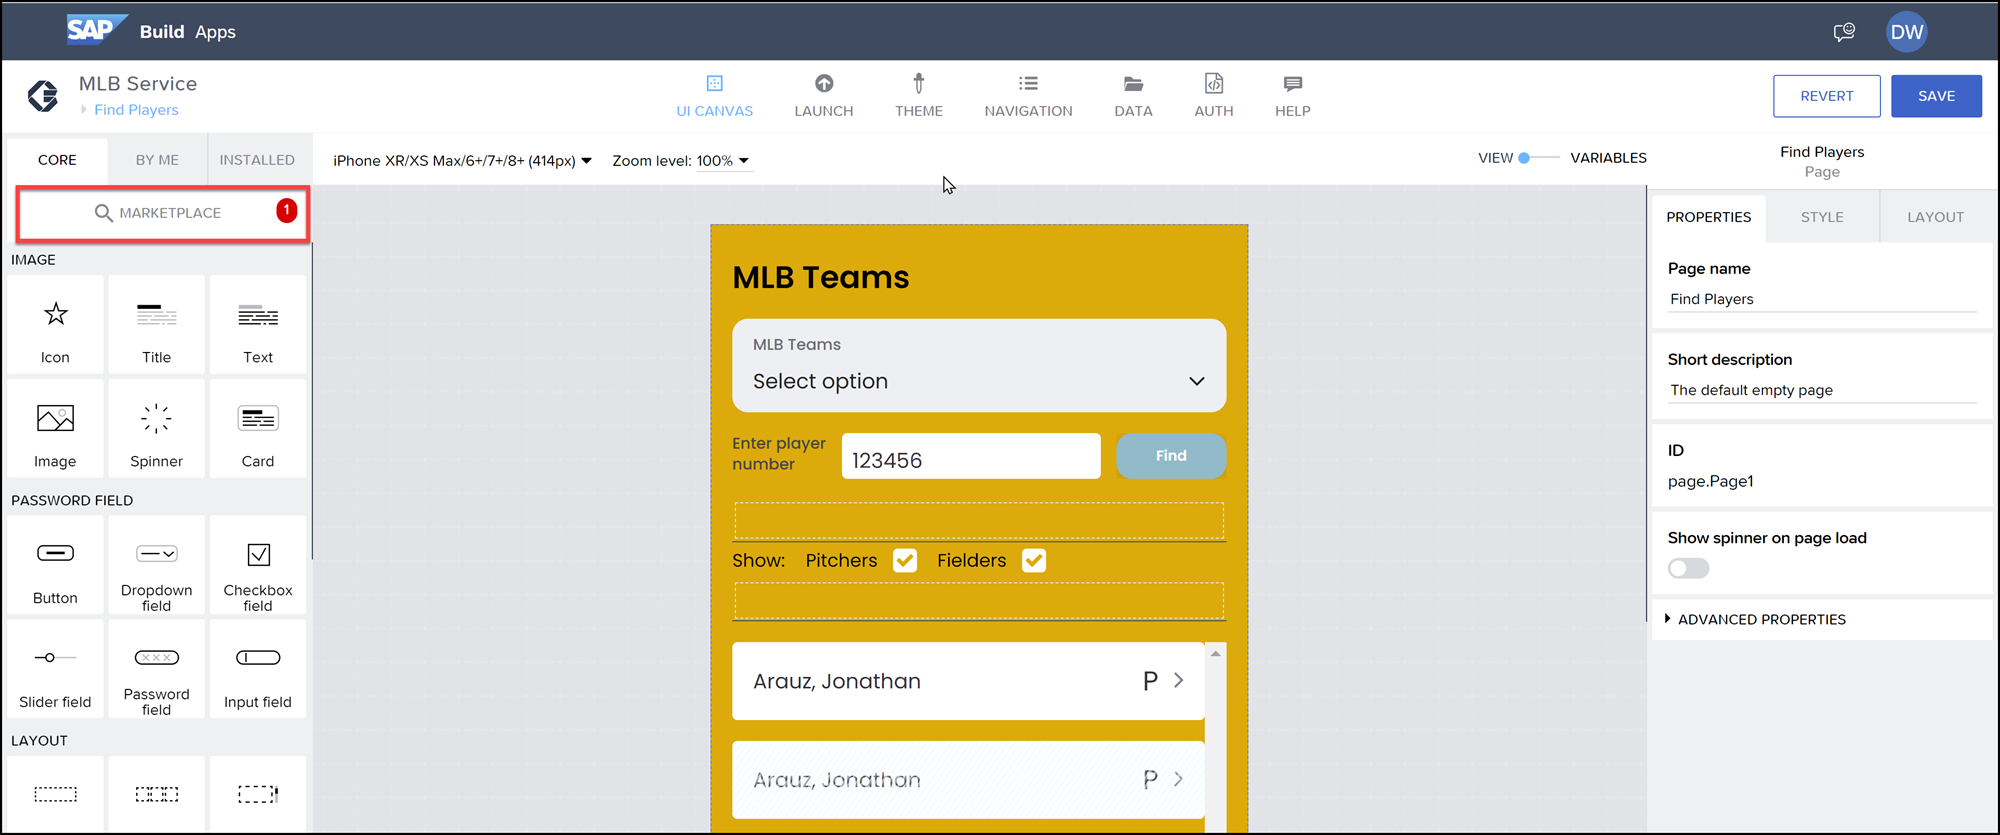 SAP Build Apps
DW
MLB Service
Find Players
UI CANVAS
LAUNCH
THEME
NAVIGATION
DATA
AUTH
HELP
REVERT
SAVE
CORE
BY ME
INSTALLED
iPhone XR/XS Max/6+/7+/8+ (414px)
Zoom level: 100%
VIEW
VARIABLES
Find Players
Page
MARKETPLACE
1
PROPERTIES
STYLE
LAYOUT
IMAGE
Icon
Title
Text
Image
Spinner
Card
PASSWORD FIELD
Button
Dropdown
field
Checkbox
field
Slider field
Password
field
Input field
LAYOUT
MLB Teams
MLB Teams
Select option
Enter player
number
123456
Find
Show: Pitchers Fielders
Arauz, Jonathan P
Arauz, Jonathan P
Page name
Find Players
Short description
The default empty page
ID
page.Page1
Show spinner on page load
ADVANCED PROPERTIES